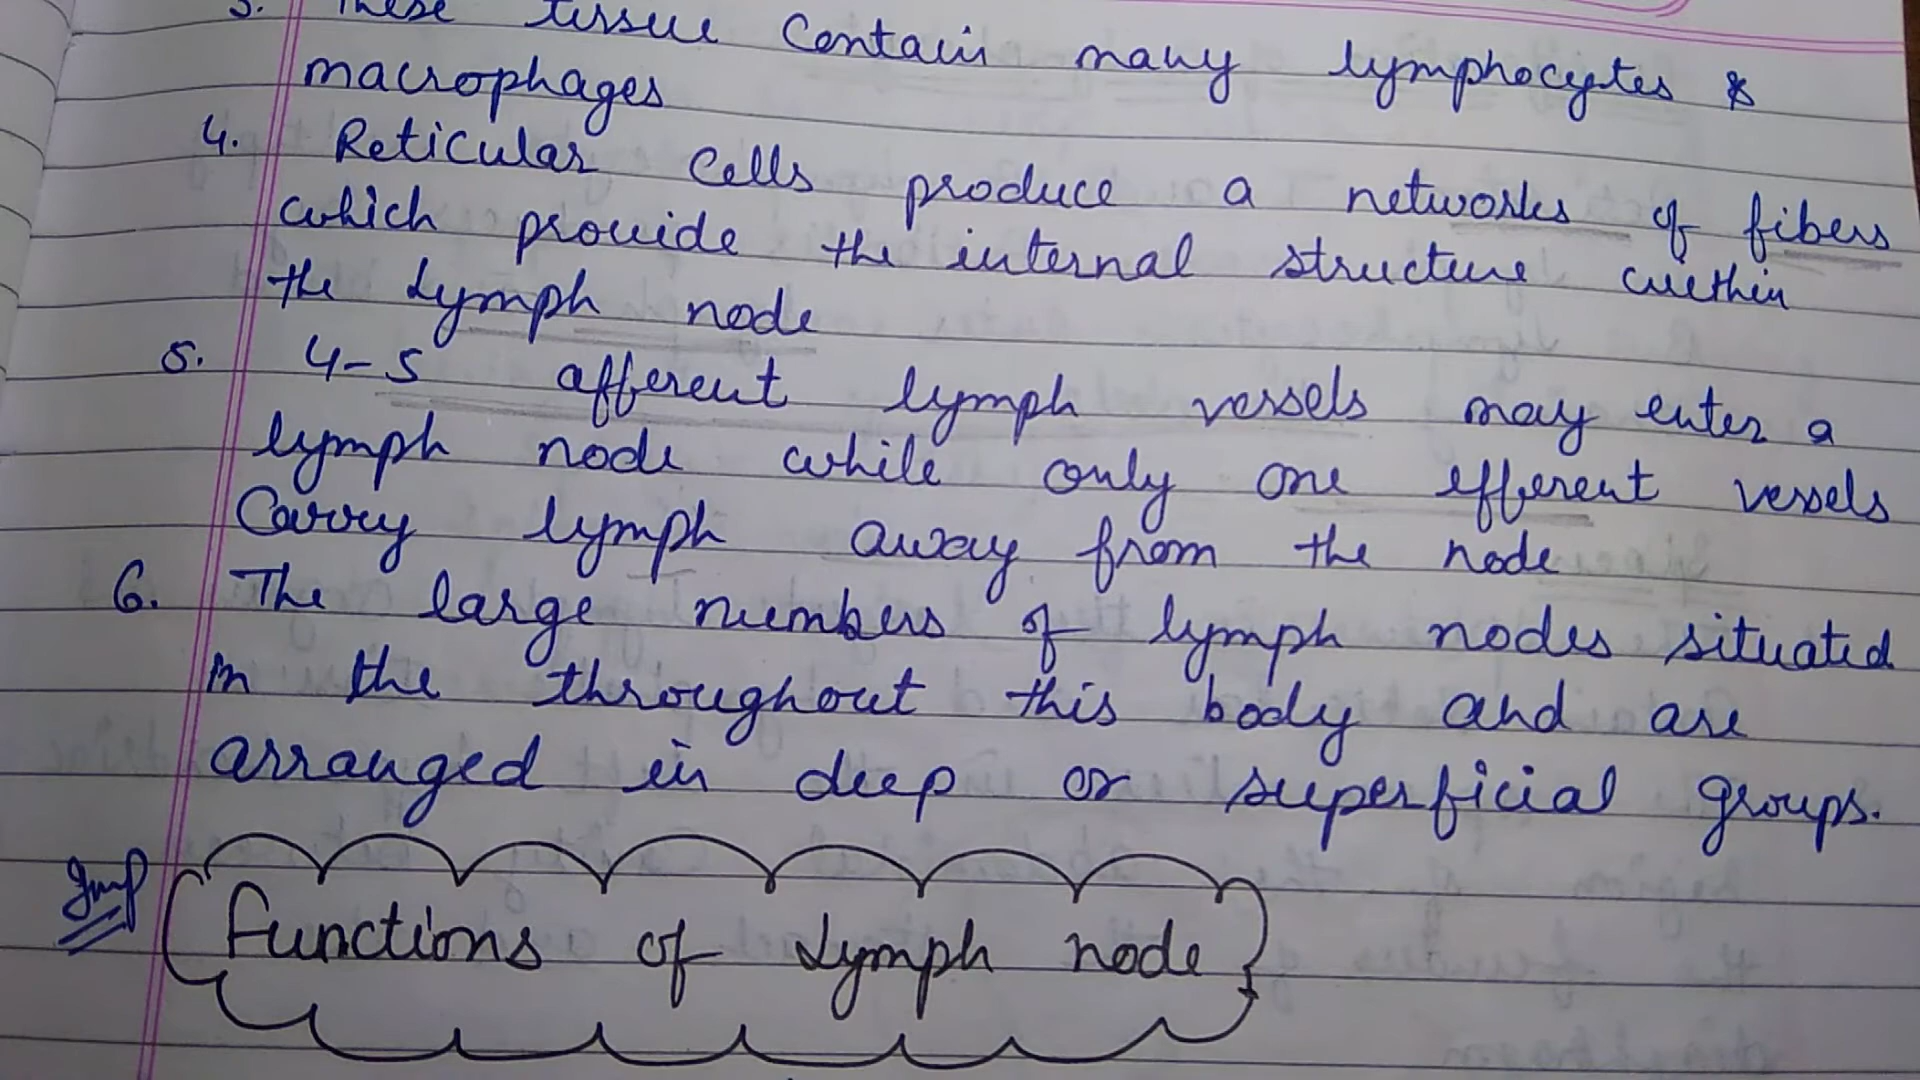 3. These tissue Contain many lymphocytes &
macrophages
4. Reticular Cells produce a networks of fibers
which provide the internal structure within
the Lymph node
5. 4-5 afferent lymph vessels may enter a
lymph node while only one efferent vessels
Carry lymph away from the node
6. The large numbers of lymph nodes situated
in the throughout this body and are
arranged in deep or superficial groups.
Imp Functions of Lymph node